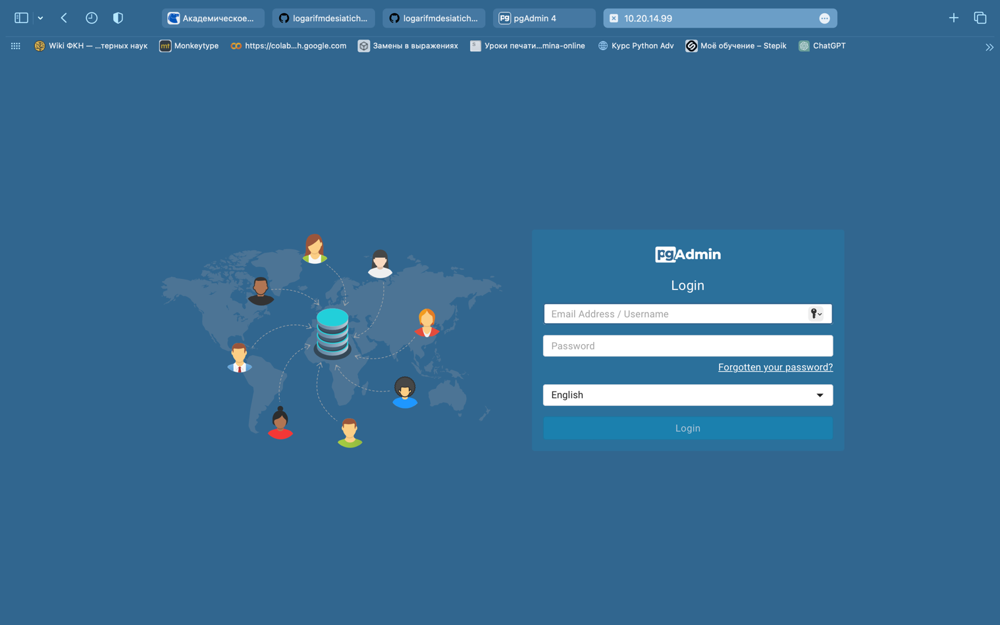 Академическое...
logarifmdesiatich...
logarifmdesiatich...
pg pgAdmin 4
10.20.14.99
Wiki ФКН — ...терных наук
mt Monkeytype
https://colab...h.google.com
Замены в выражениях
S Уроки печати...mina-online
Курс Python Adv
Моё обучение – Stepik
ChatGPT
pgAdmin
Login
Email Address / Username
Password
Forgotten your password?
English
Login